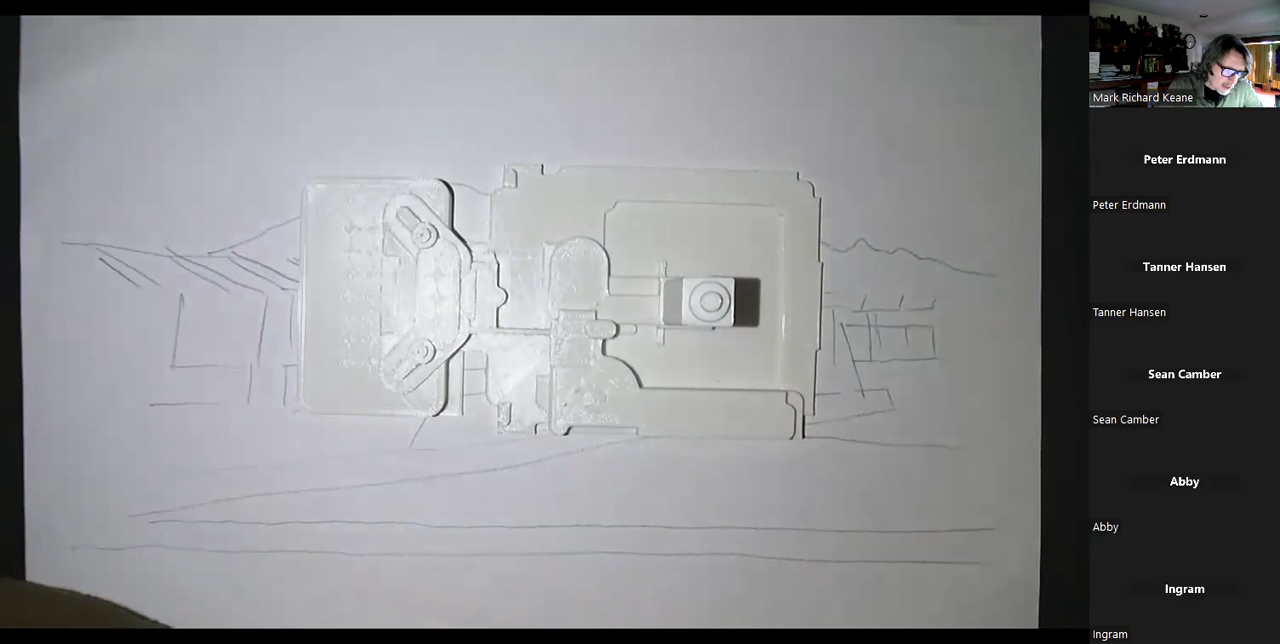 Mark Richard Keane
Peter Erdmann
Peter Erdmann
Tanner Hansen
Tanner Hansen
Sean Camber
Sean Camber
Abby
Abby
Ingram
Ingram